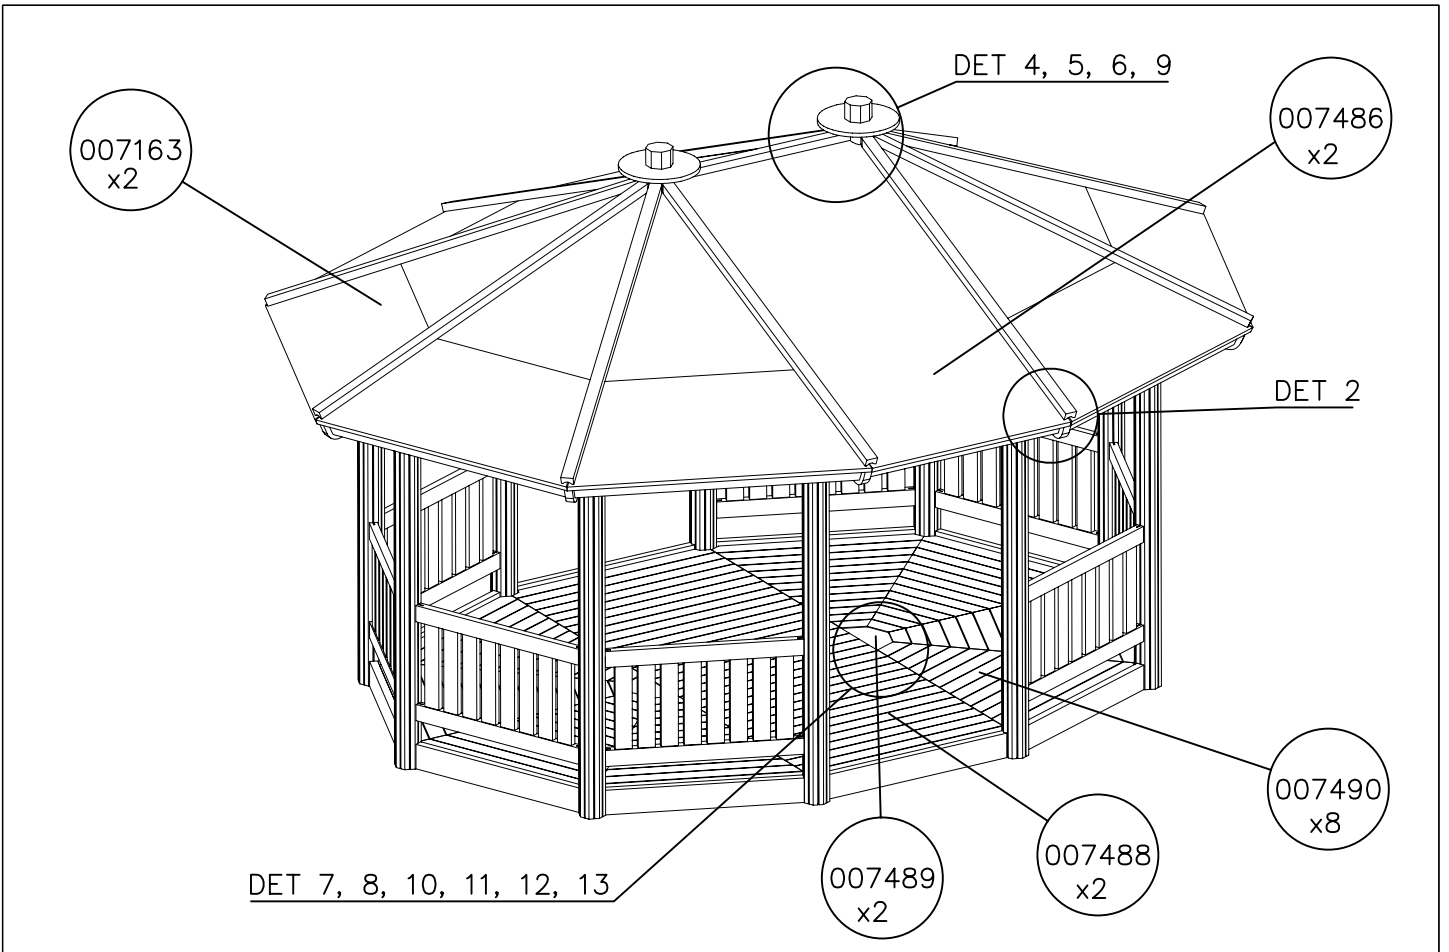 DET 4, 5, 6, 9
007163
x2
007486
x2
DET 2
007490
x8
007488
x2
007489
x2
DET 7, 8, 10, 11, 12, 13